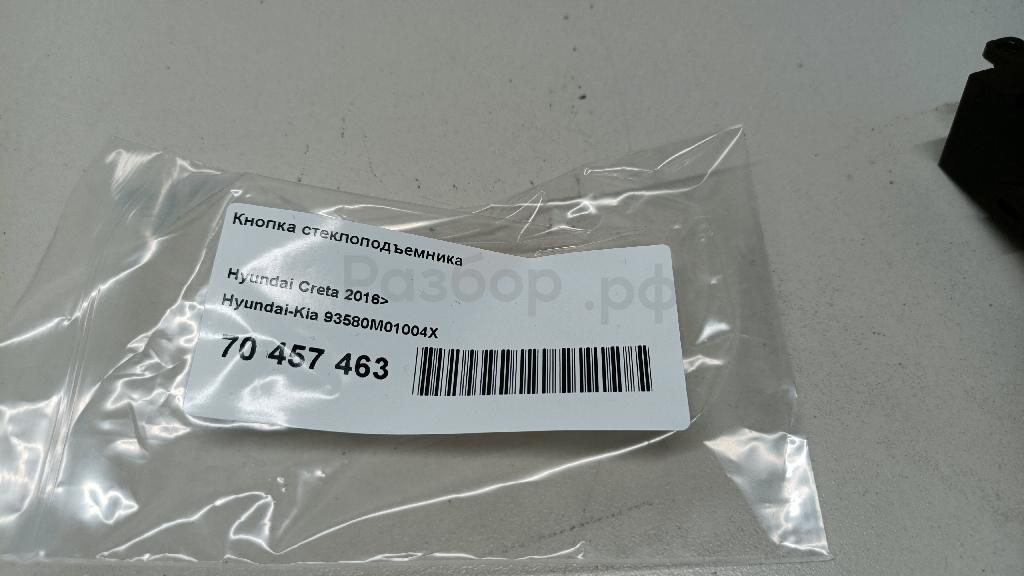 Кнопка стеклоподъемника
Hyundai Creta 2016>
Разбор.рф
Hyundai-Kia 93580M01004X
70 457 463